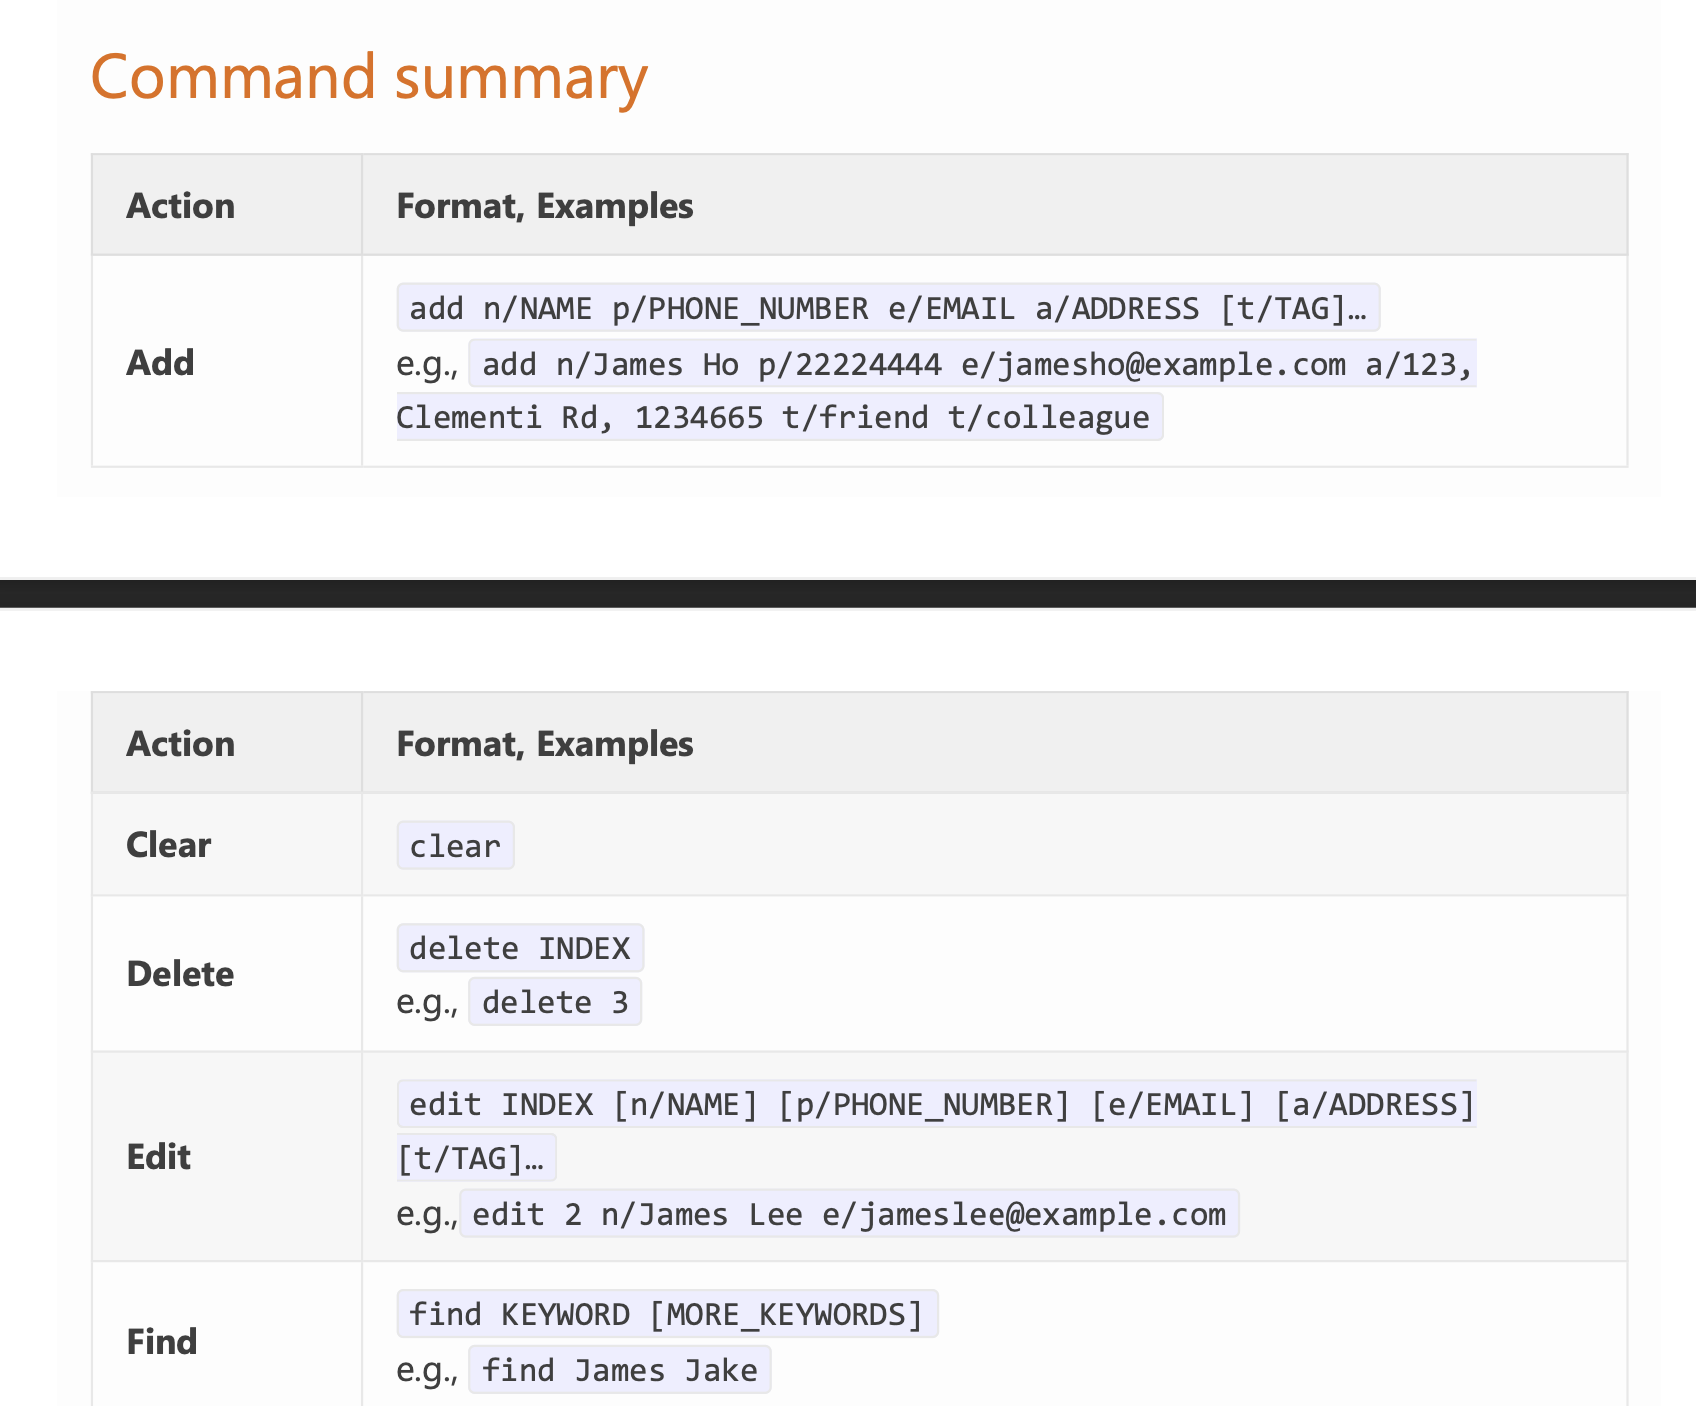 Command summary
Action Format, Examples
Add
add n/NAME p/PHONE_NUMBER e/EMAIL a/ADDRESS [t/TAG]…
e.g., add n/James Ho p/22224444 e/jamesho@example.com a/123,
Clementi Rd, 1234665 t/friend t/colleague
Action Format, Examples
Clear clear
Delete
delete INDEX
e.g., delete 3
Edit
edit INDEX [n/NAME] [p/PHONE_NUMBER] [e/EMAIL] [a/ADDRESS]
[t/TAG]…
e.g., edit 2 n/James Lee e/jameslee@example.com
Find
find KEYWORD [MORE_KEYWORDS]
e.g., find James Jake